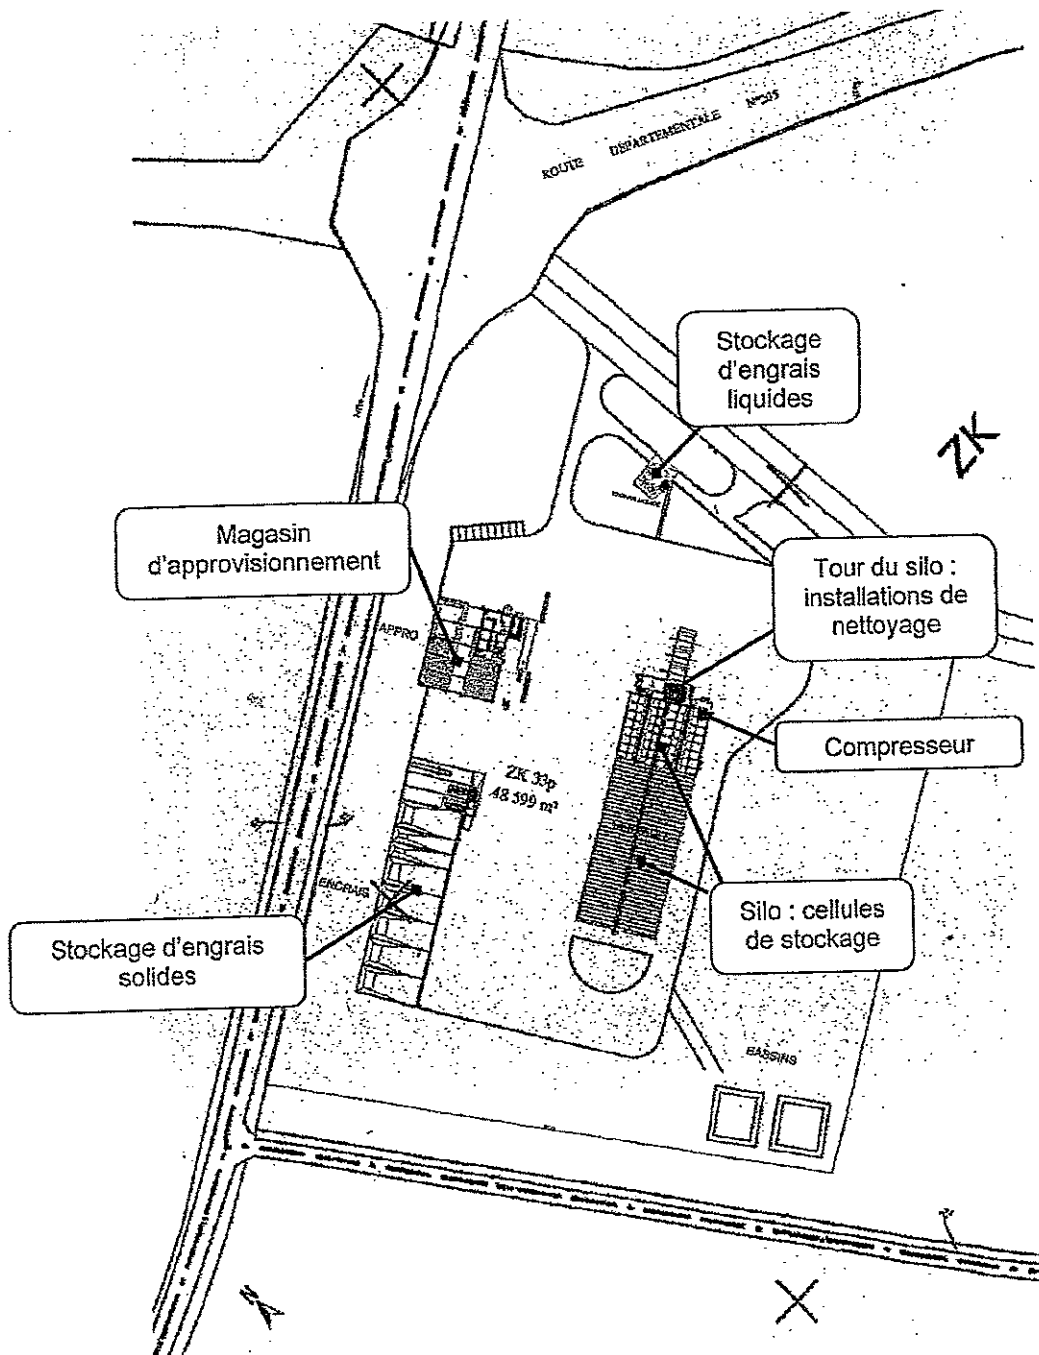 ROUTE DEPARTEMENTALE N°205
Stockage
d'engrais
liquides
ZK
Magasin
d'approvisionnement
Tour du silo :
installations de
nettoyage
APPRO
Compresseur
ZK 33p
48 599 m²
ENGRAIS
Silo : cellules
de stockage
Stockage d'engrais
solides
BASSINS